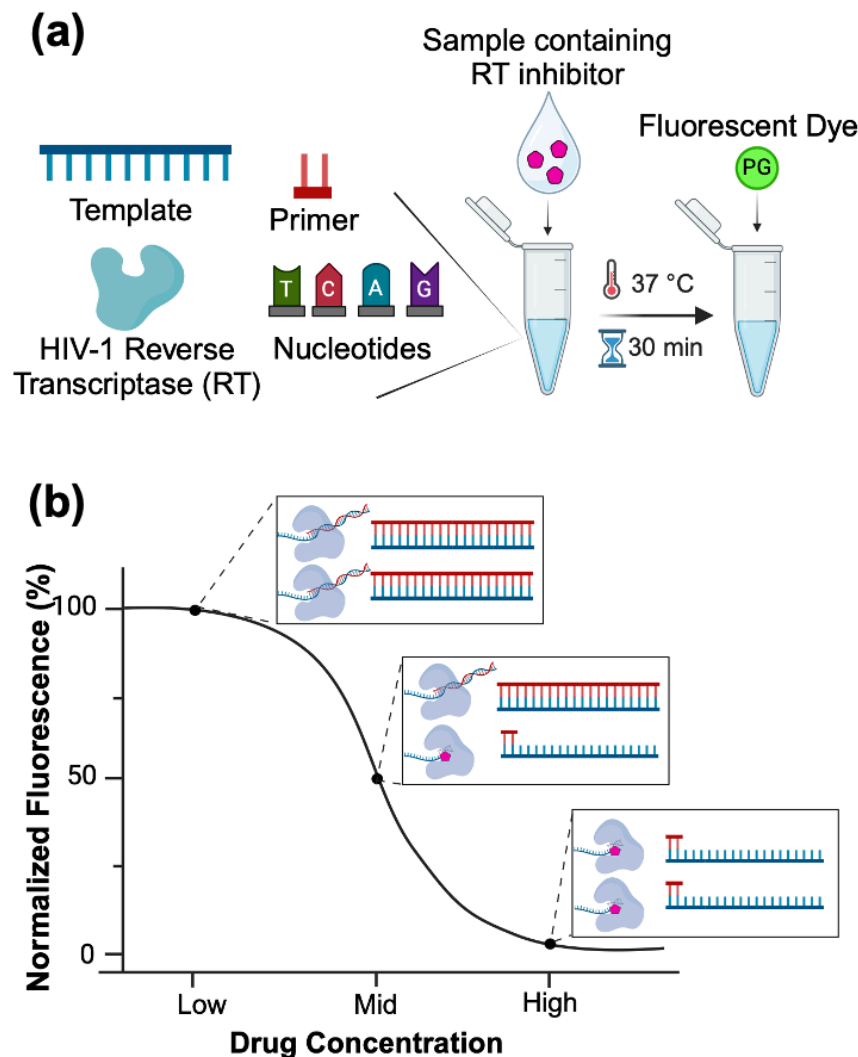 (a)
Sample containing
RT inhibitor
Fluorescent Dye
PG
Template
Primer
T C A G
HIV-1 Reverse
Transcriptase (RT)
Nucleotides
37 °C
30 min
(b)
Normalized Fluorescence (%)
100
50
0
Low
Mid
High
Drug Concentration